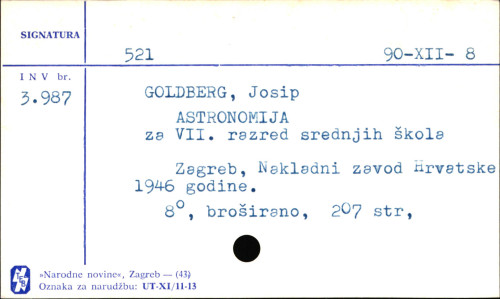 SIGNATURA
521 90-XII- 8
INV br.
3.987
GOLDBERG, Josip
ASTRONOMIJA
za VII. razred srednjih škola
Zagreb, Nakladni zavod Hrvatske
1946 godine.
8°, broširano, 207 str,
»Narodne novine«, Zagreb — (43)
Oznaka za narudžbu: UT-XI/11-13